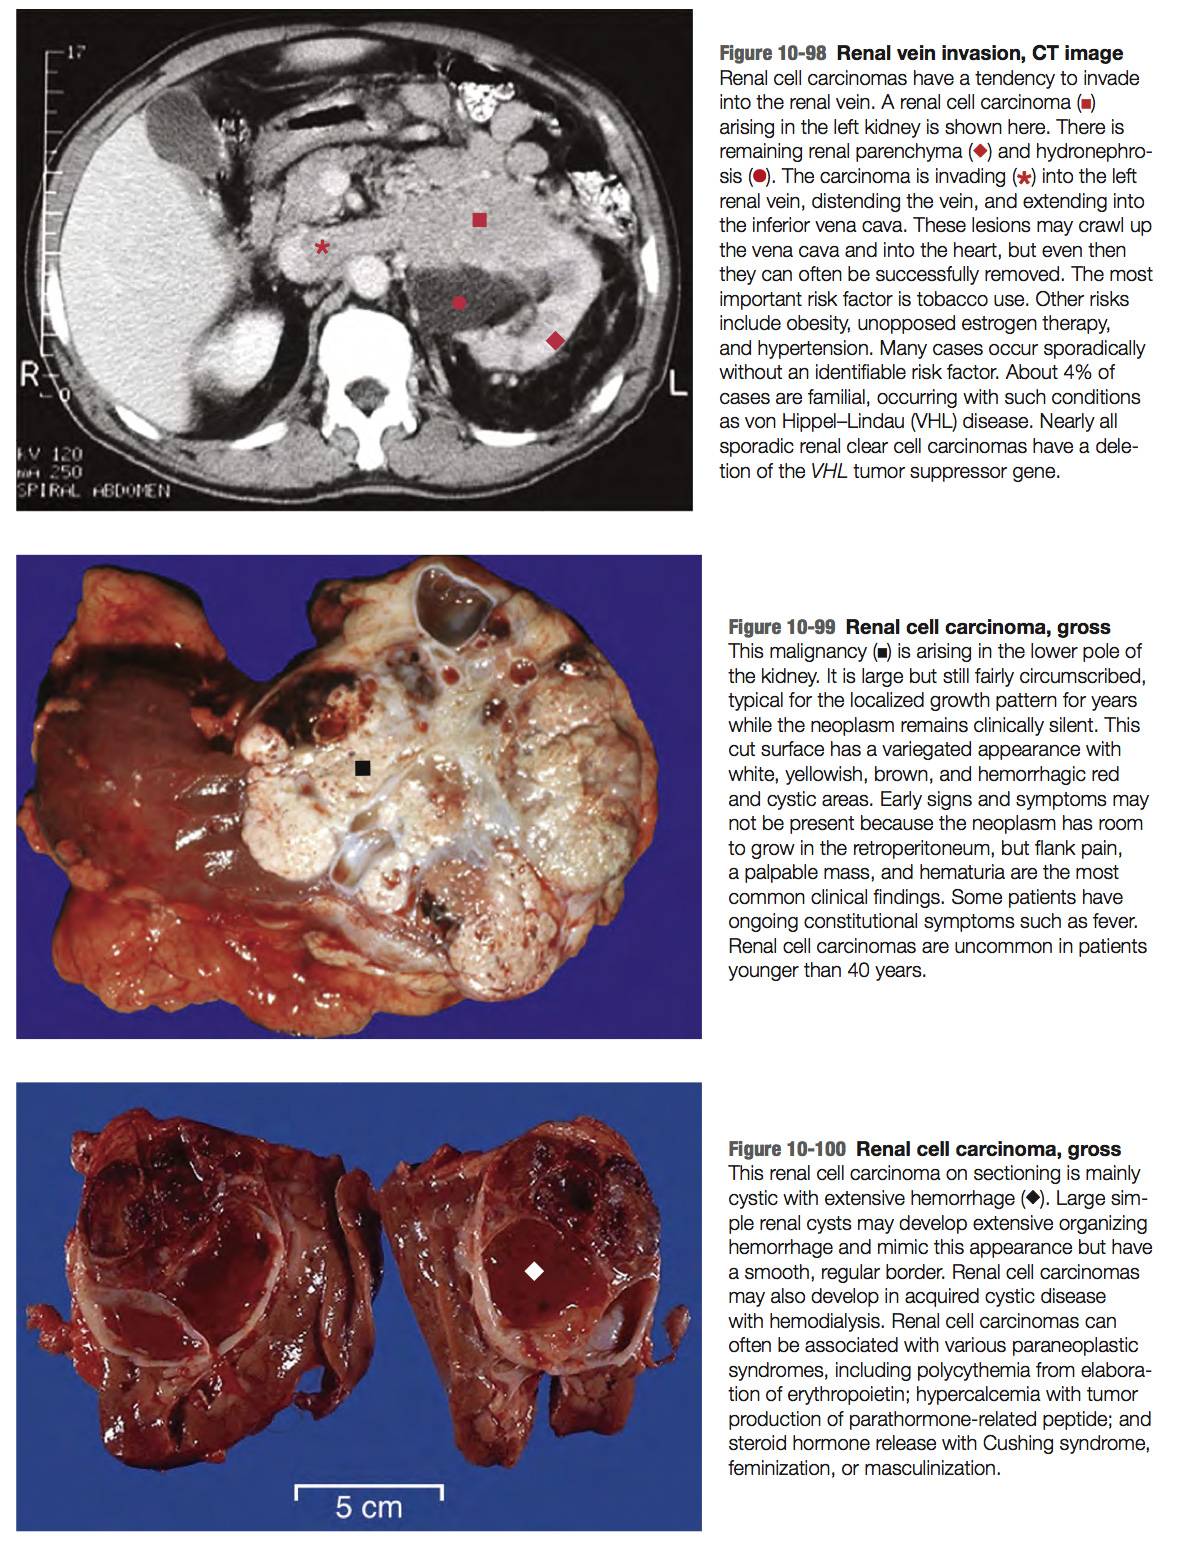 17
R
0
L
KV 120
mA 250
SPIRAL ABDOMEN
Figure 10-98 Renal vein invasion, CT image
Renal cell carcinomas have a tendency to invade
into the renal vein. A renal cell carcinoma (■)
arising in the left kidney is shown here. There is
remaining renal parenchyma (◆) and hydronephro-
sis (●). The carcinoma is invading (*) into the left
renal vein, distending the vein, and extending into
the inferior vena cava. These lesions may crawl up
the vena cava and into the heart, but even then
they can often be successfully removed. The most
important risk factor is tobacco use. Other risks
include obesity, unopposed estrogen therapy,
and hypertension. Many cases occur sporadically
without an identifiable risk factor. About 4% of
cases are familial, occurring with such conditions
as von Hippel–Lindau (VHL) disease. Nearly all
sporadic renal clear cell carcinomas have a dele-
tion of the VHL tumor suppressor gene.
Figure 10-99 Renal cell carcinoma, gross
This malignancy (■) is arising in the lower pole of
the kidney. It is large but still fairly circumscribed,
typical for the localized growth pattern for years
while the neoplasm remains clinically silent. This
cut surface has a variegated appearance with
white, yellowish, brown, and hemorrhagic red
and cystic areas. Early signs and symptoms may
not be present because the neoplasm has room
to grow in the retroperitoneum, but flank pain,
a palpable mass, and hematuria are the most
common clinical findings. Some patients have
ongoing constitutional symptoms such as fever.
Renal cell carcinomas are uncommon in patients
younger than 40 years.
5 cm
Figure 10-100 Renal cell carcinoma, gross
This renal cell carcinoma on sectioning is mainly
cystic with extensive hemorrhage (◆). Large sim-
ple renal cysts may develop extensive organizing
hemorrhage and mimic this appearance but have
a smooth, regular border. Renal cell carcinomas
may also develop in acquired cystic disease
with hemodialysis. Renal cell carcinomas can
often be associated with various paraneoplastic
syndromes, including polycythemia from elabora-
tion of erythropoietin; hypercalcemia with tumor
production of parathormone-related peptide; and
steroid hormone release with Cushing syndrome,
feminization, or masculinization.